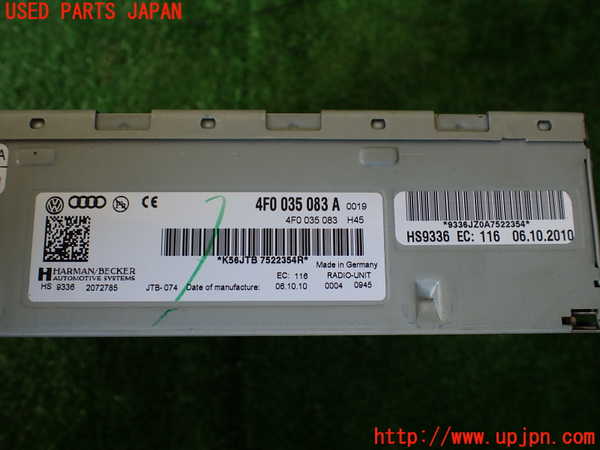 USED PARTS JAPAN
A
4F0 035 083 A 0019
4F0 035 083 H45
*K56JTB 7522354R*
HARMAN/BECKER
AUTOMOTIVE SYSTEMS
Made in Germany
EC: 116 RADIO-UNIT
HS 9336 2072785 JTB-074 Date of manufacture: 06.10.10 0004 0945
*9336JZ0A7522354*
HS9336 EC: 116 06.10.2010
http://www.upjpn.com/